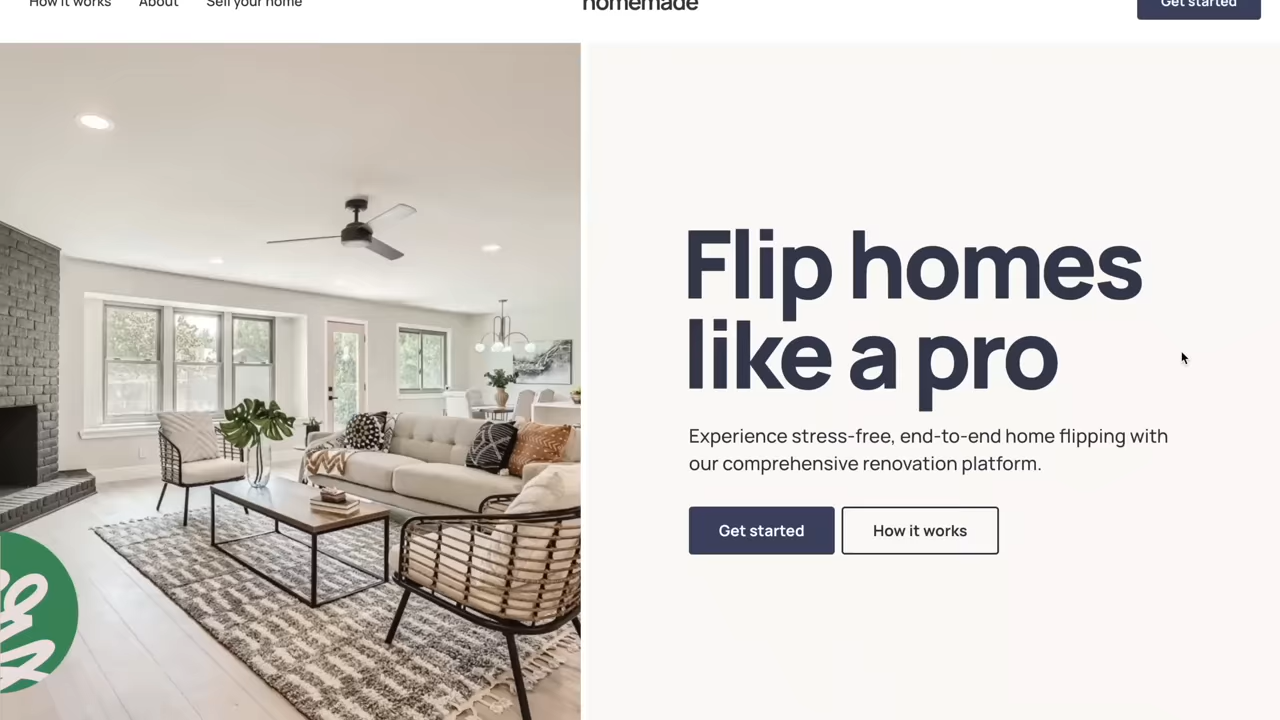 How it works
About
Sell your home
homemade
Get started
Flip homes
like a pro
Experience stress-free, end-to-end home flipping with
our comprehensive renovation platform.
Get started
How it works